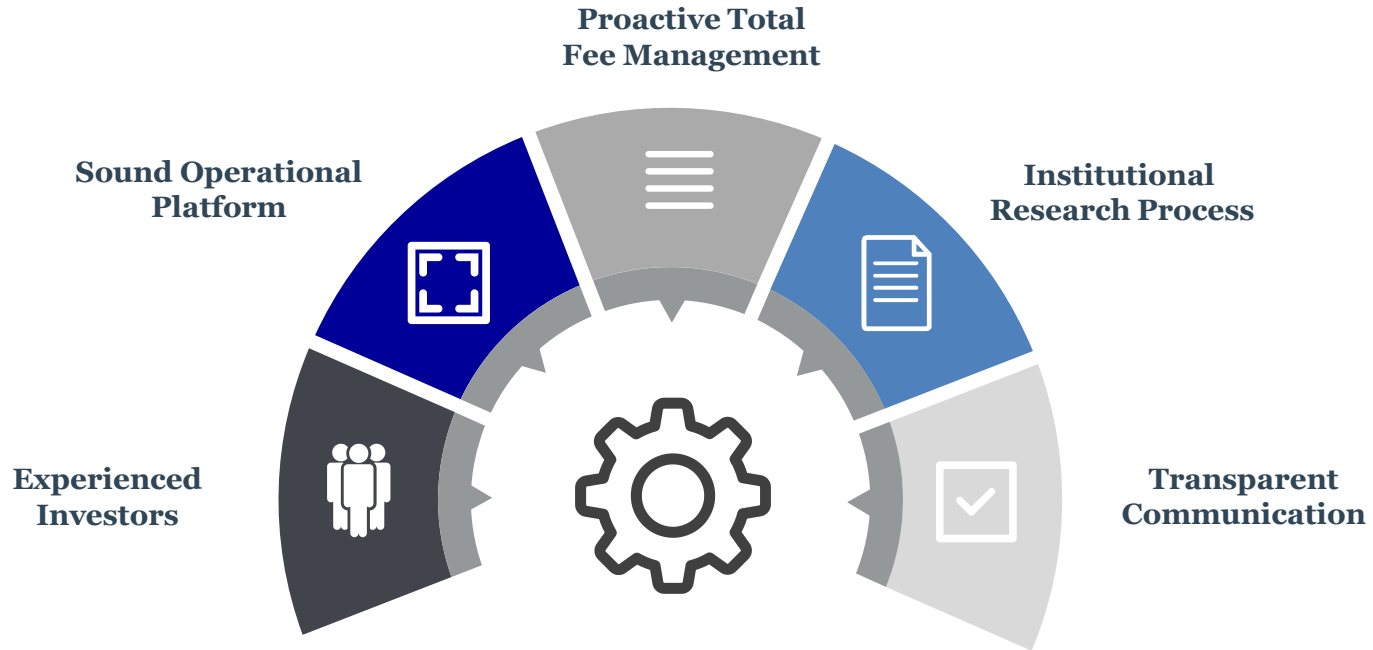 Proactive Total
Fee Management
Sound Operational
Platform
Institutional
Research Process
Experienced
Investors
Transparent
Communication